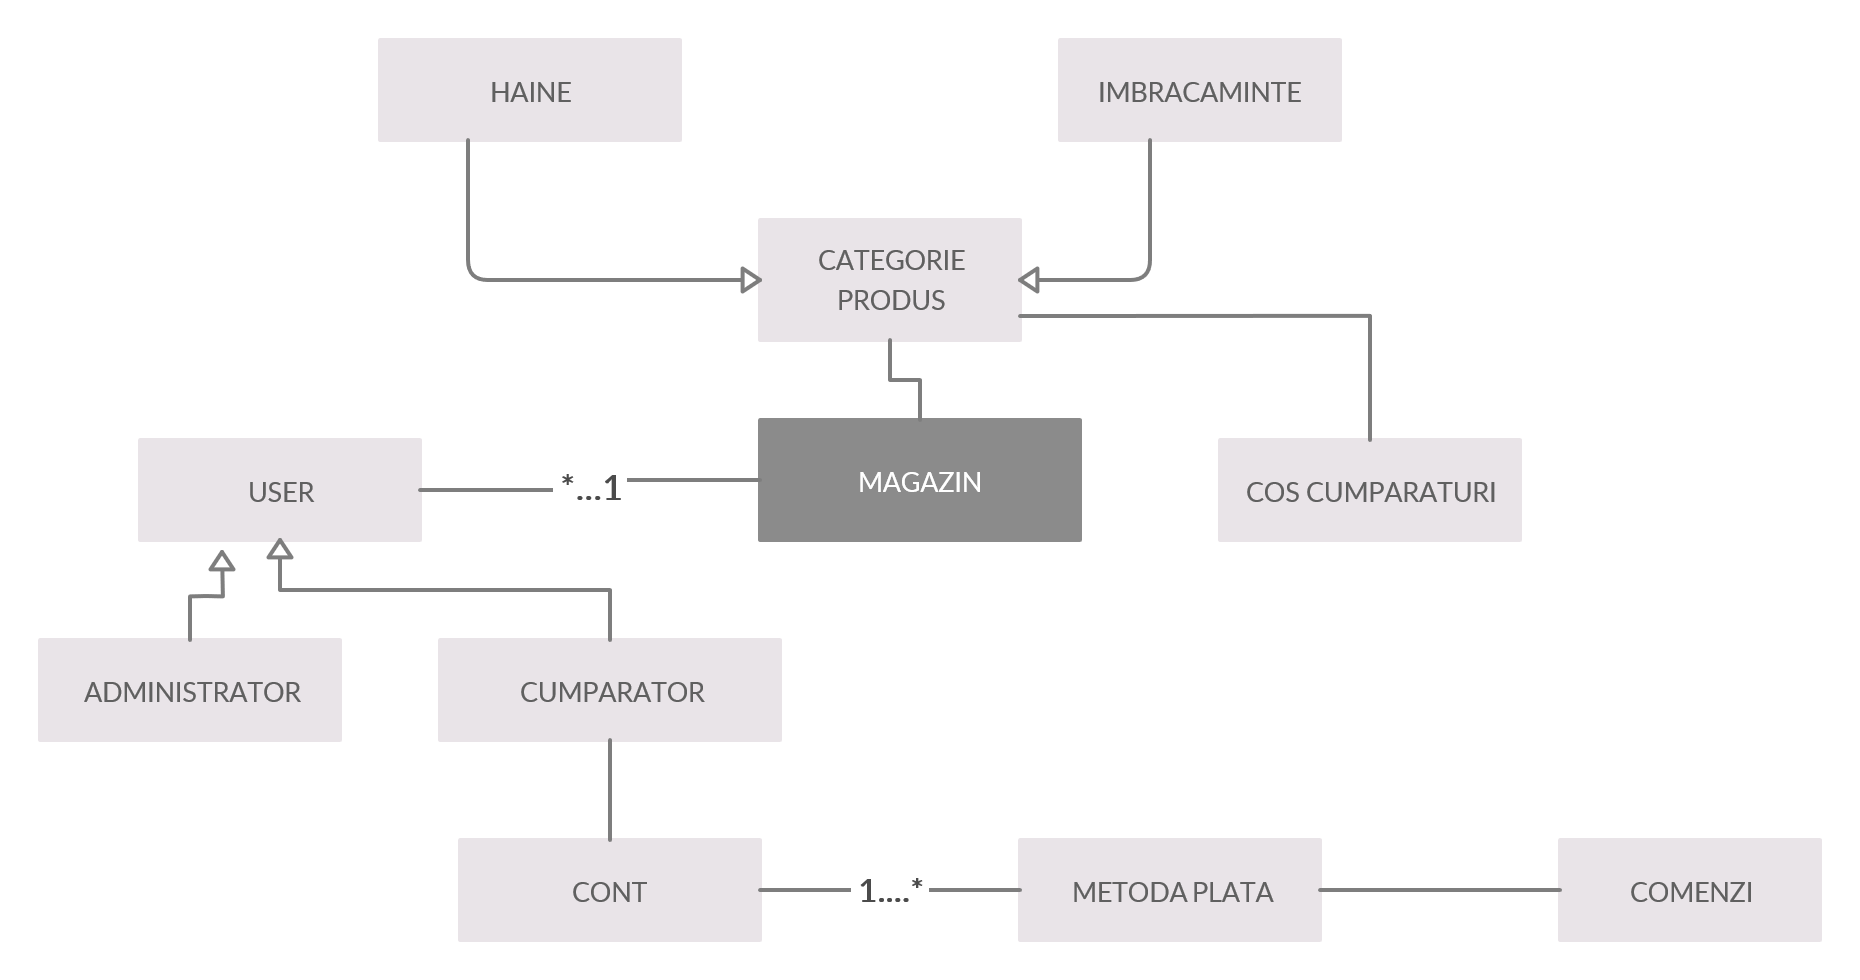 HAINE
IMBRACAMINTE
CATEGORIE
PRODUS
USER
*...1
MAGAZIN
COS CUMPARATURI
ADMINISTRATOR
CUMPARATOR
CONT
1....*
METODA PLATA
COMENZI